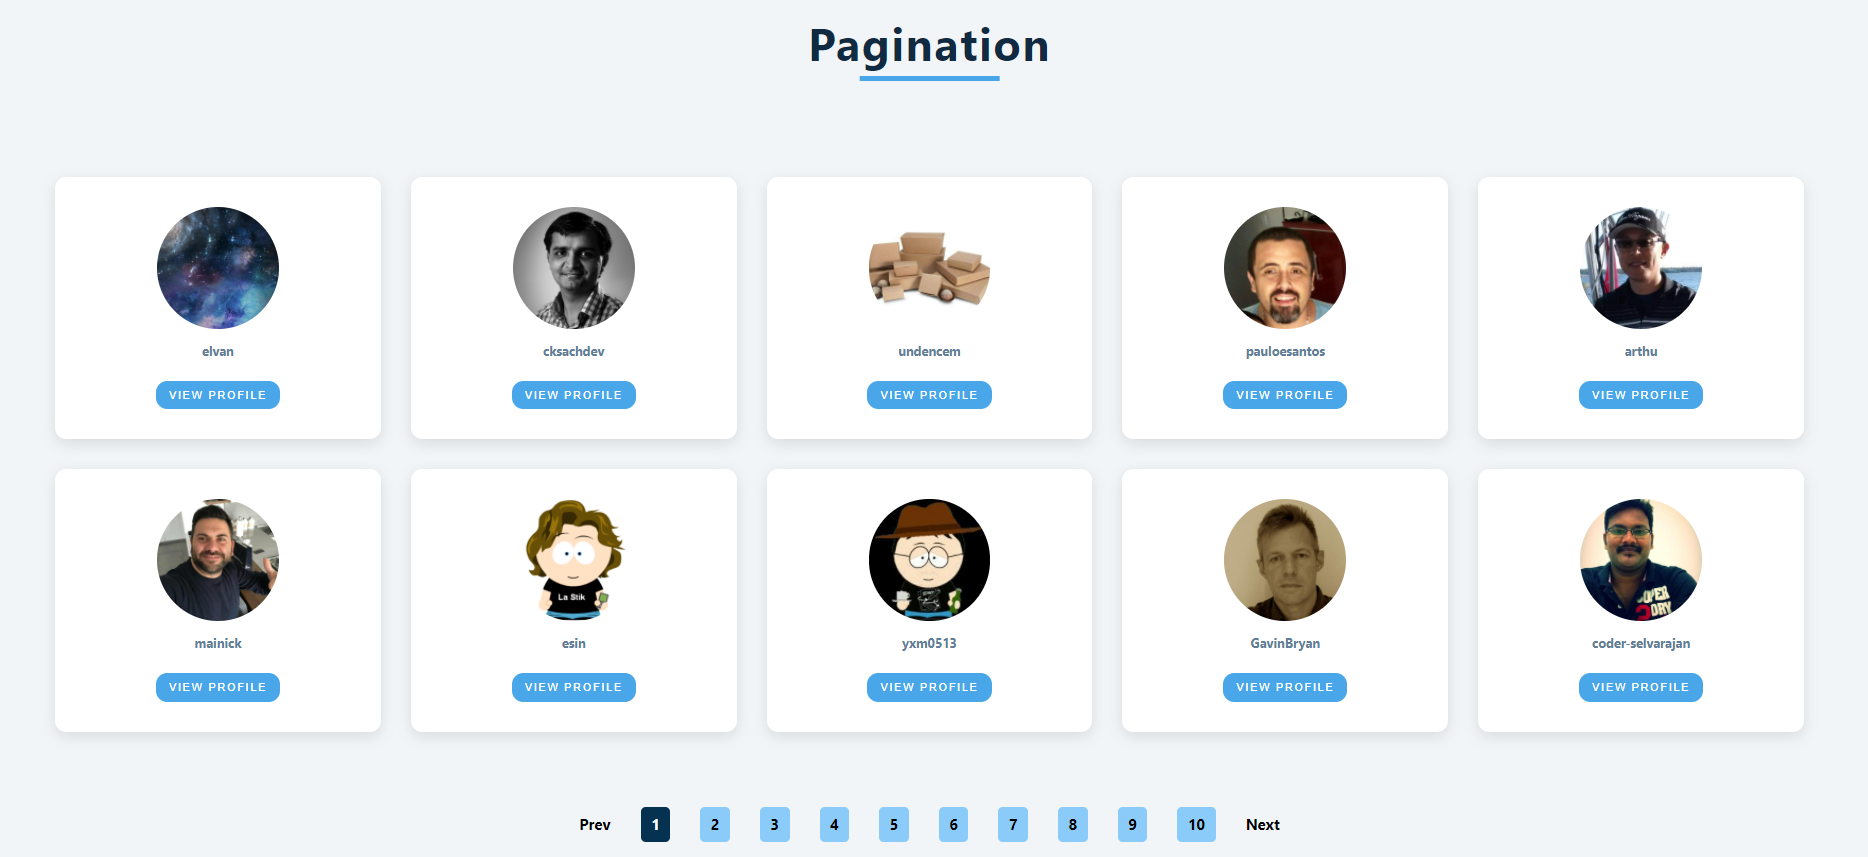 Pagination
elvan
VIEW PROFILE
cksachdev
VIEW PROFILE
undencem
VIEW PROFILE
pauloesantos
VIEW PROFILE
arthu
VIEW PROFILE
mainick
VIEW PROFILE
La Stik
esin
VIEW PROFILE
yxm0513
VIEW PROFILE
GavinBryan
VIEW PROFILE
coder-selvarajan
VIEW PROFILE
Prev 1 2 3 4 5 6 7 8 9 10 Next